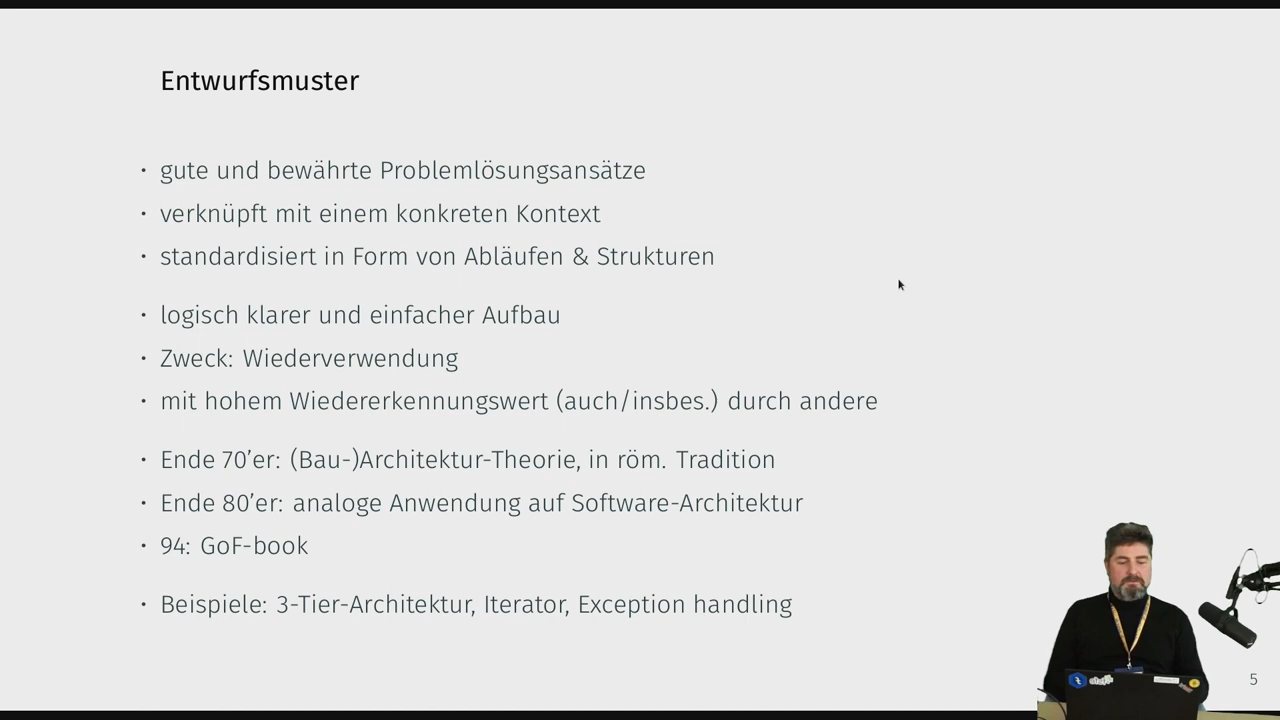 Entwurfsmuster
• gute und bewährte Problemlösungsansätze
• verknüpft mit einem konkreten Kontext
• standardisiert in Form von Abläufen & Strukturen
• logisch klarer und einfacher Aufbau
• Zweck: Wiederverwendung
• mit hohem Wiedererkennungswert (auch/insbes.) durch andere
• Ende 70’er: (Bau-)Architektur-Theorie, in röm. Tradition
• Ende 80’er: analoge Anwendung auf Software-Architektur
• 94: GoF-book
• Beispiele: 3-Tier-Architektur, Iterator, Exception handling
5